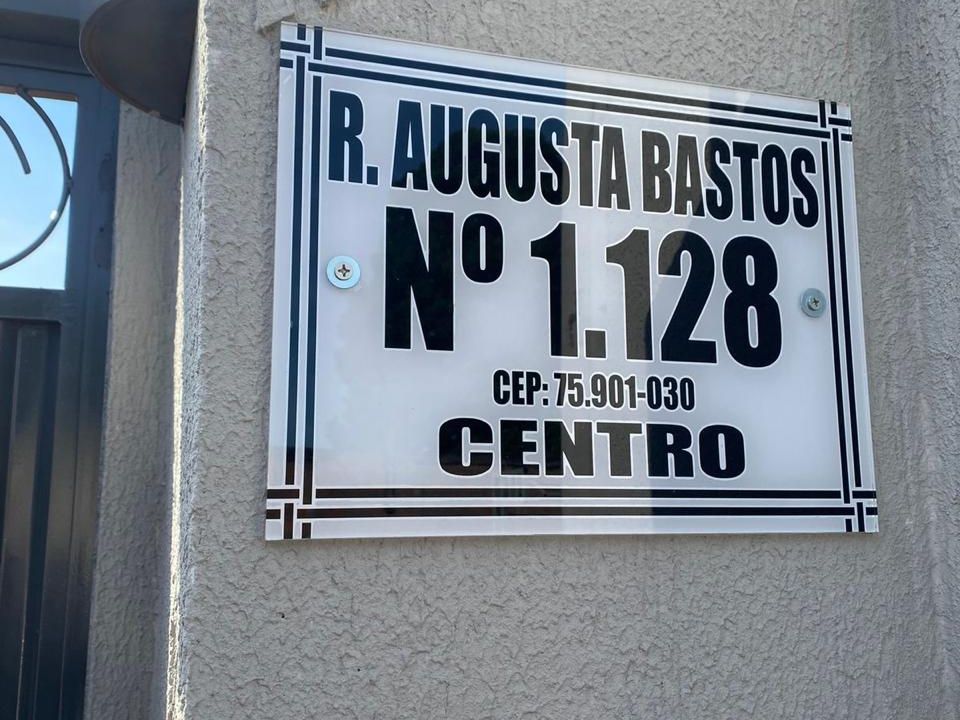 R. AUGUSTA BASTOS
Nº 1.128
CEP: 75.901-030
CENTRO